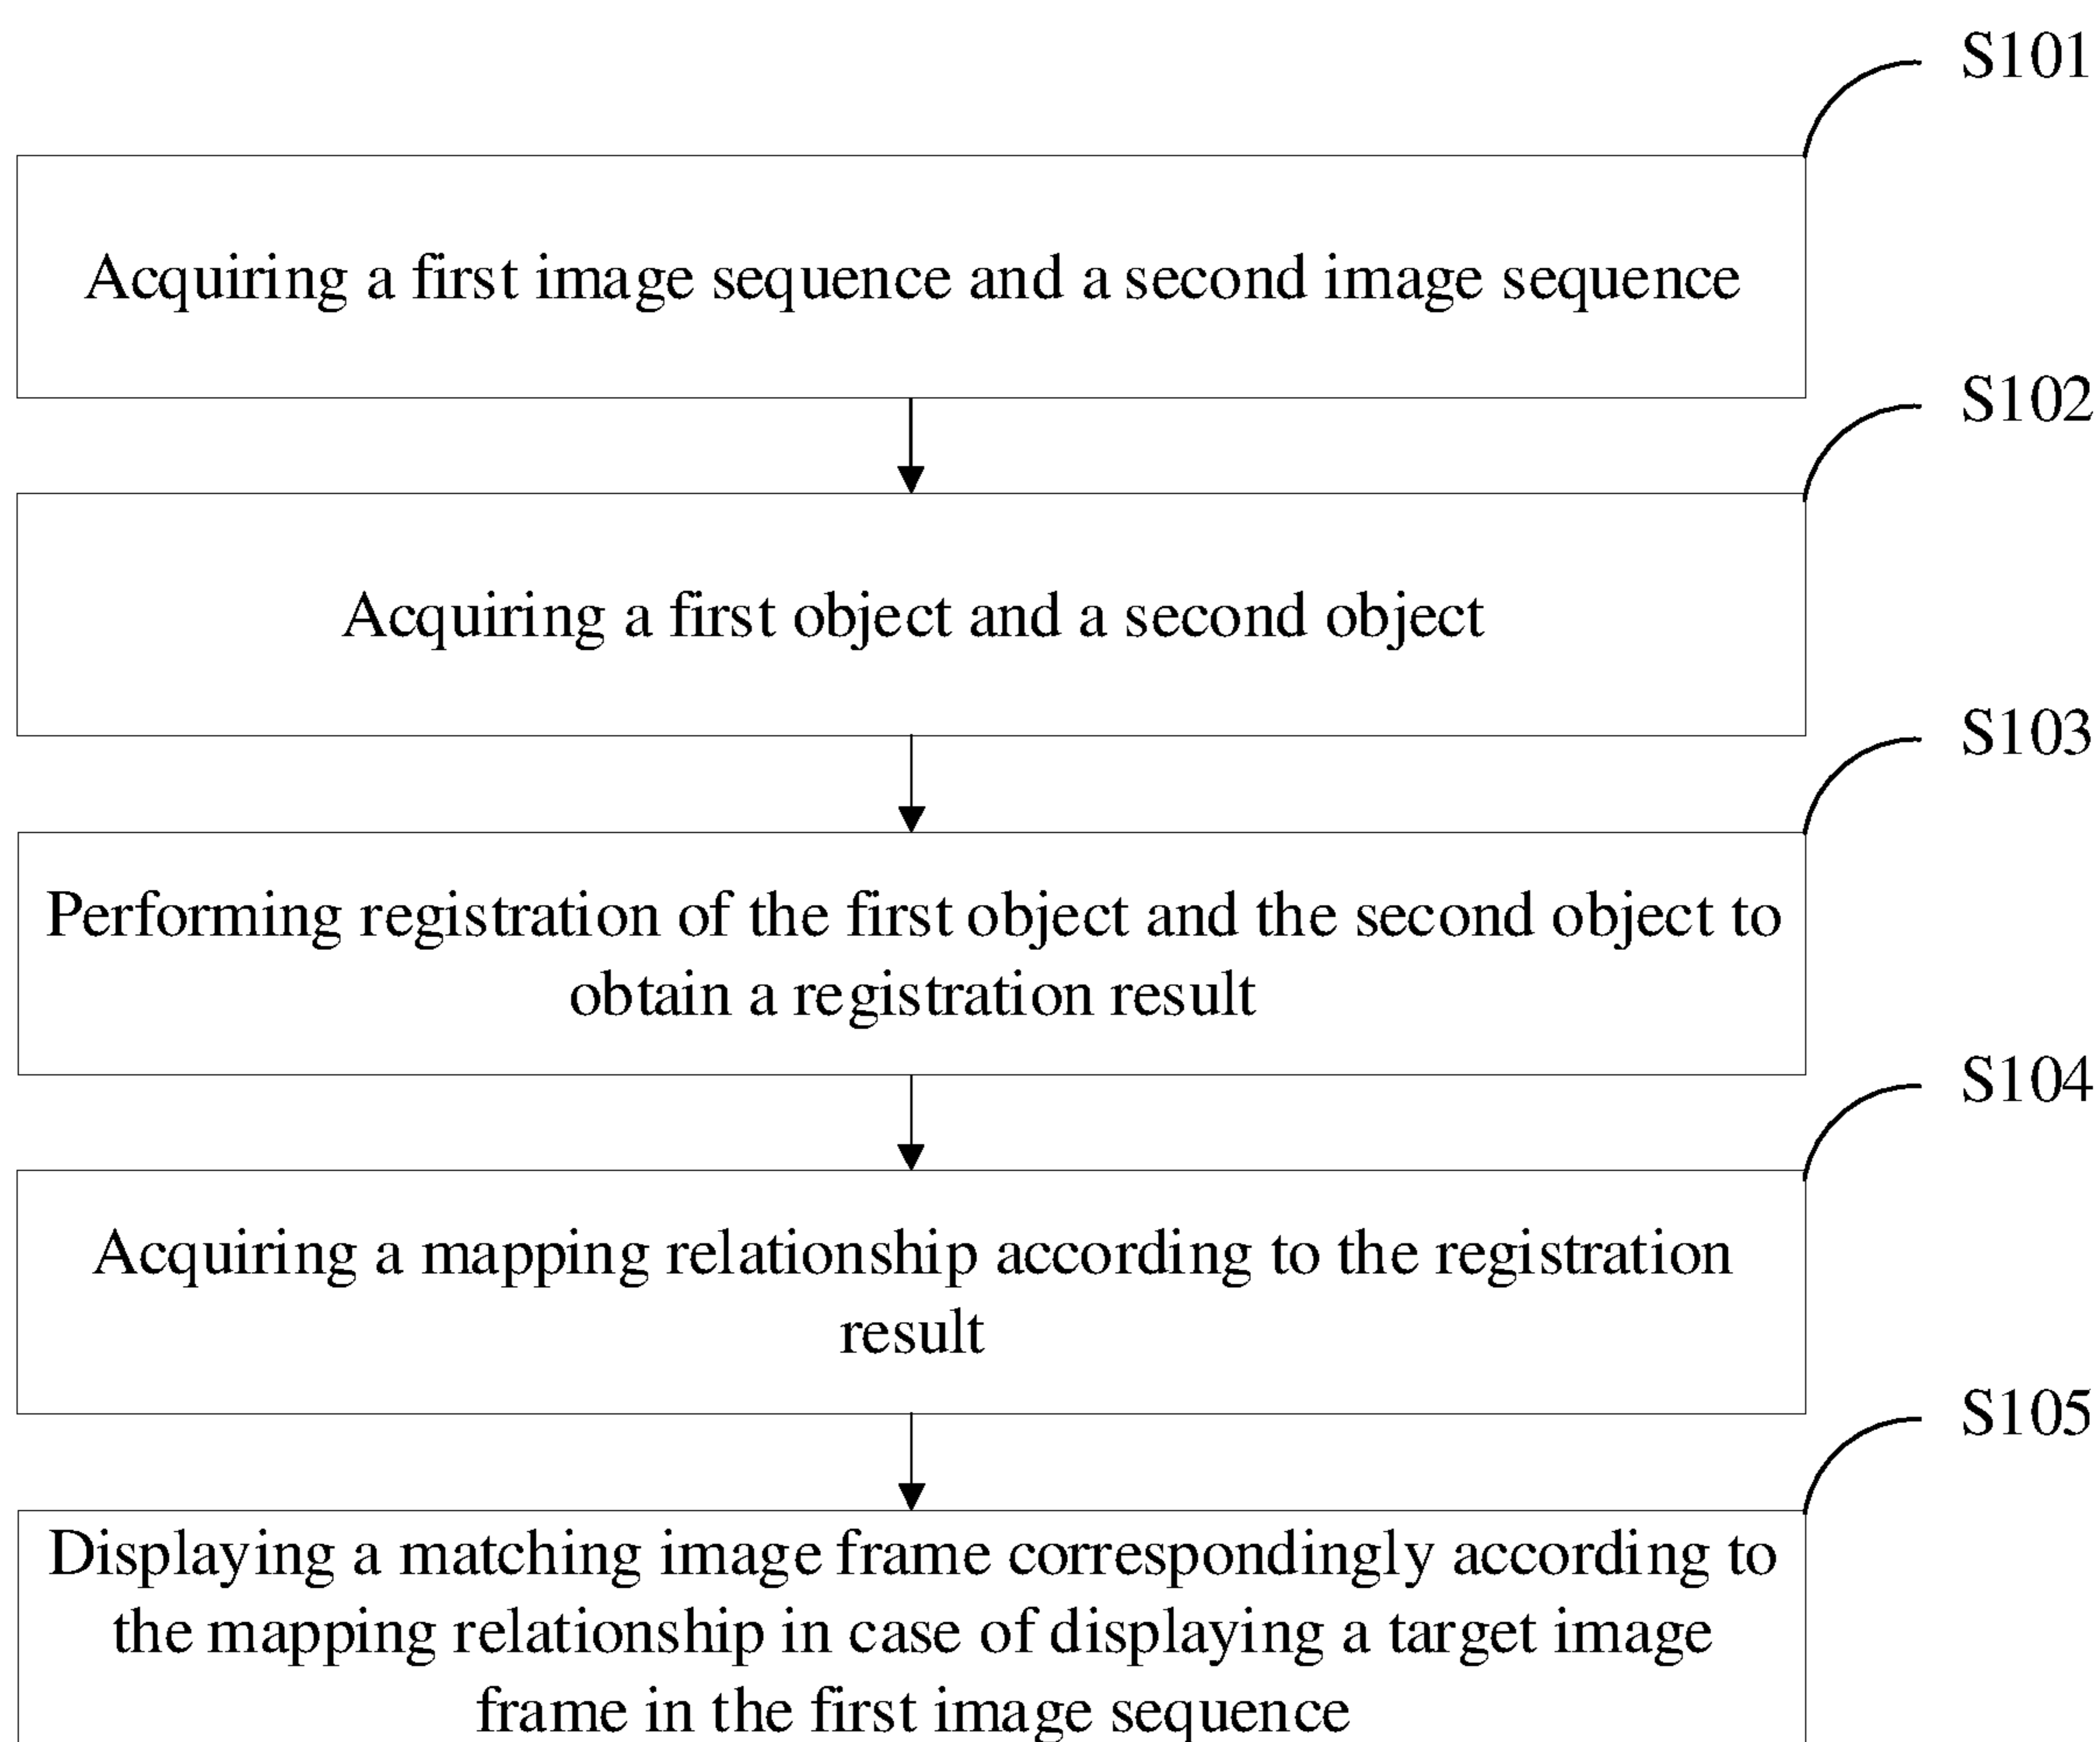 S101
Acquiring a first image sequence and a second image sequence
S102
Acquiring a first object and a second object
S103
Performing registration of the first object and the second object to
obtain a registration result
S104
Acquiring a mapping relationship according to the registration
result
S105
Displaying a matching image frame correspondingly according to
the mapping relationship in case of displaying a target image
frame in the first image sequence